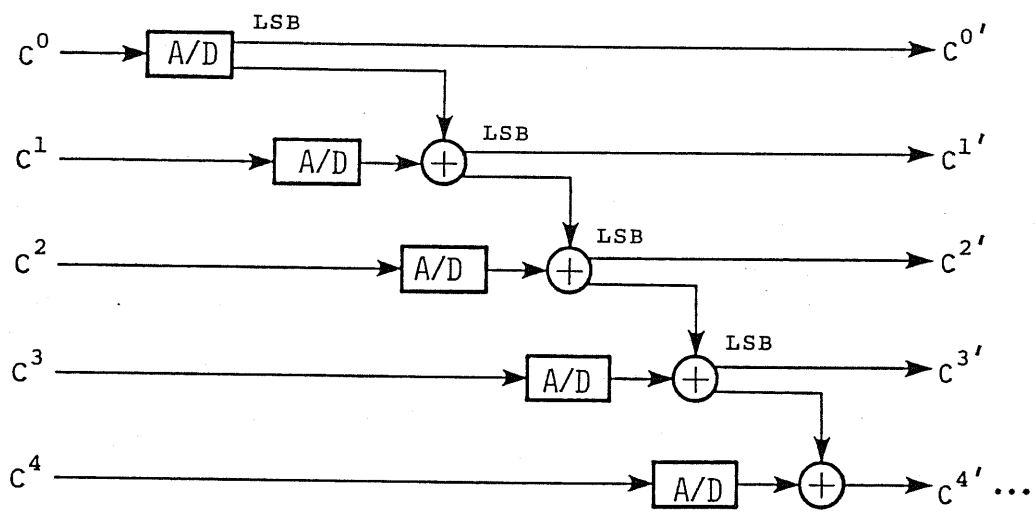 LSB
C⁰ A/D C⁰′
LSB
C¹ A/D + C¹′
LSB
C² A/D + C²′
LSB
C³ A/D + C³′
C⁴ A/D + C⁴′ ...